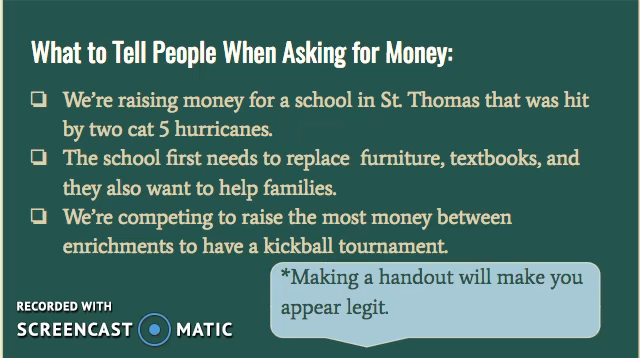 What to Tell People When Asking for Money:
❏ We're raising money for a school in St. Thomas that was hit
by two cat 5 hurricanes.
❏ The school first needs to replace  furniture, textbooks, and
they also want to help families.
❏ We're competing to raise the most money between
enrichments to have a kickball tournament.
*Making a handout will make you
appear legit.
RECORDED WITH
SCREENCAST MATIC